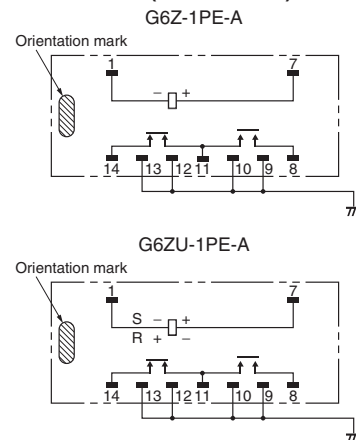 G6Z-1PE-A
Orientation mark
1 7
− +
14 13 12 11 10 9 8
G6ZU-1PE-A
Orientation mark
1 7
S − +
R + −
14 13 12 11 10 9 8